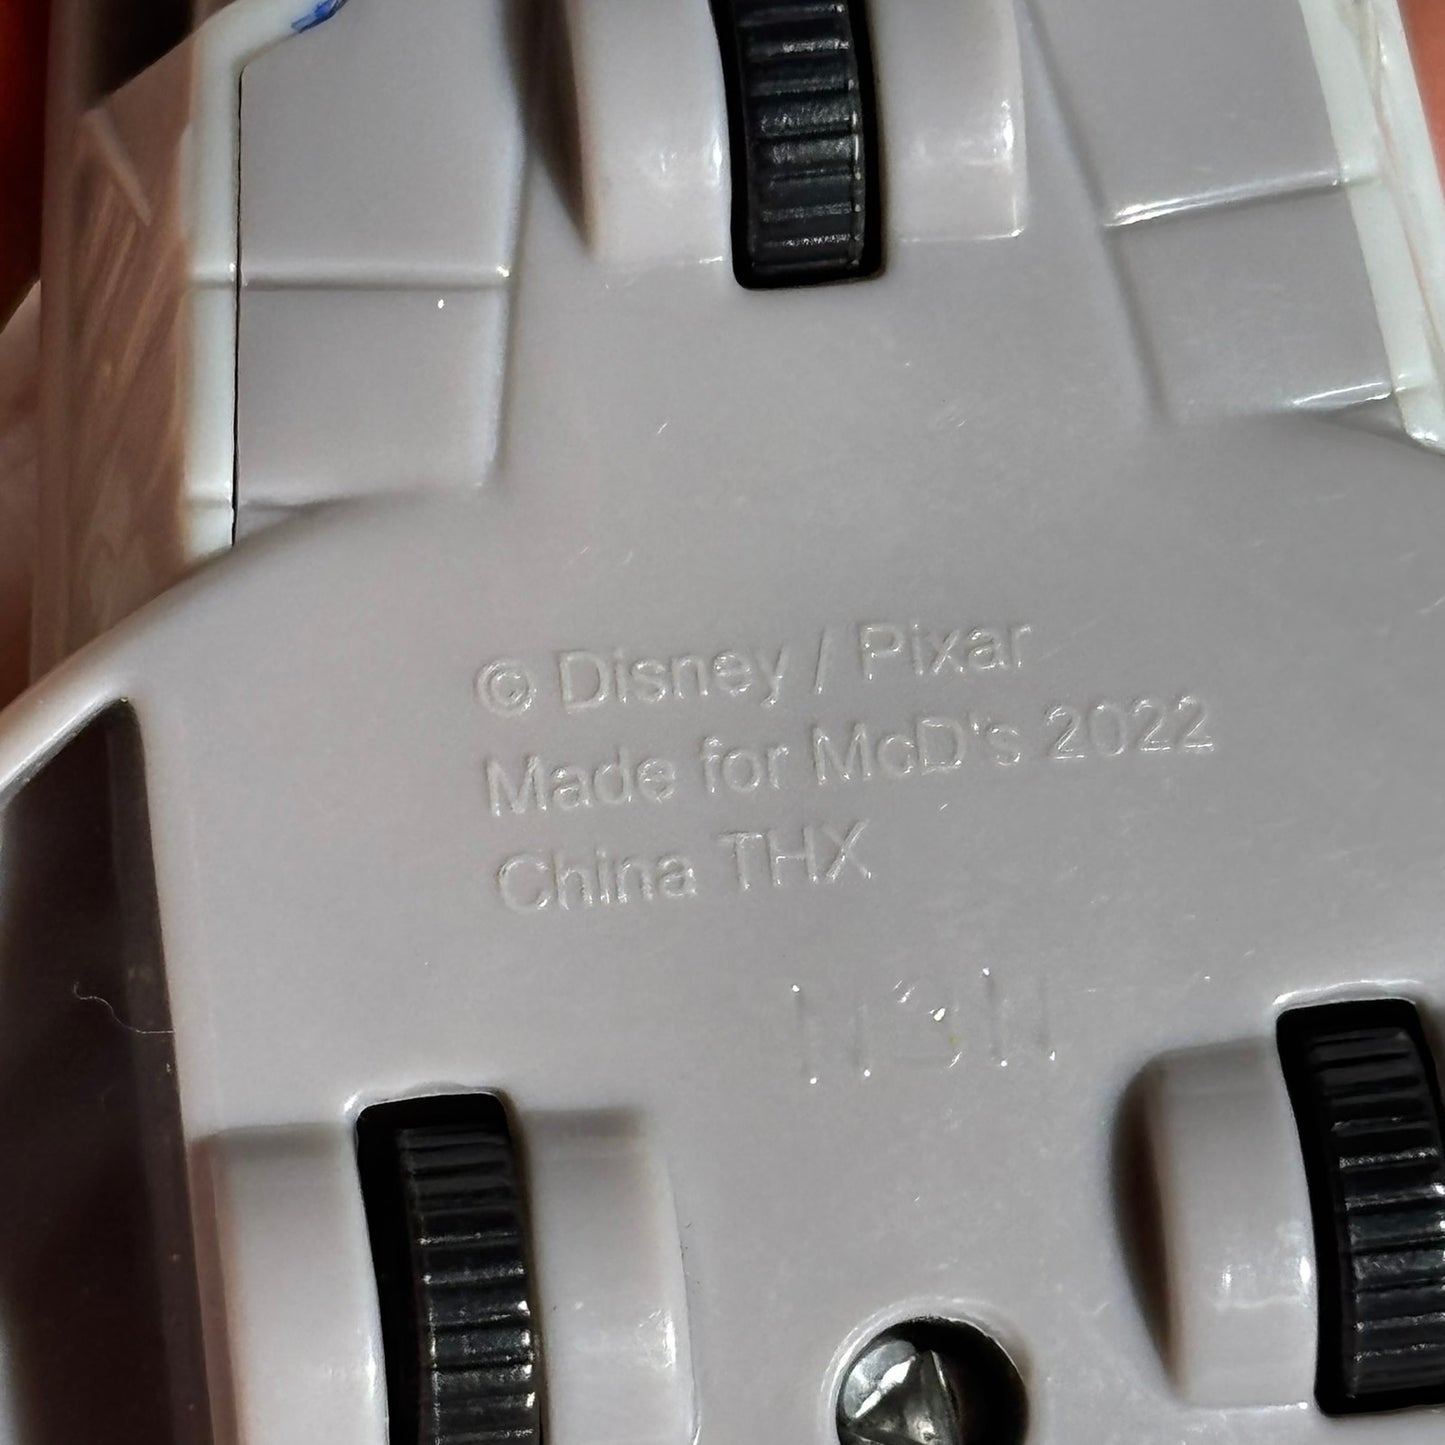 © Disney / Pixar
Made for McD's 2022
China THX